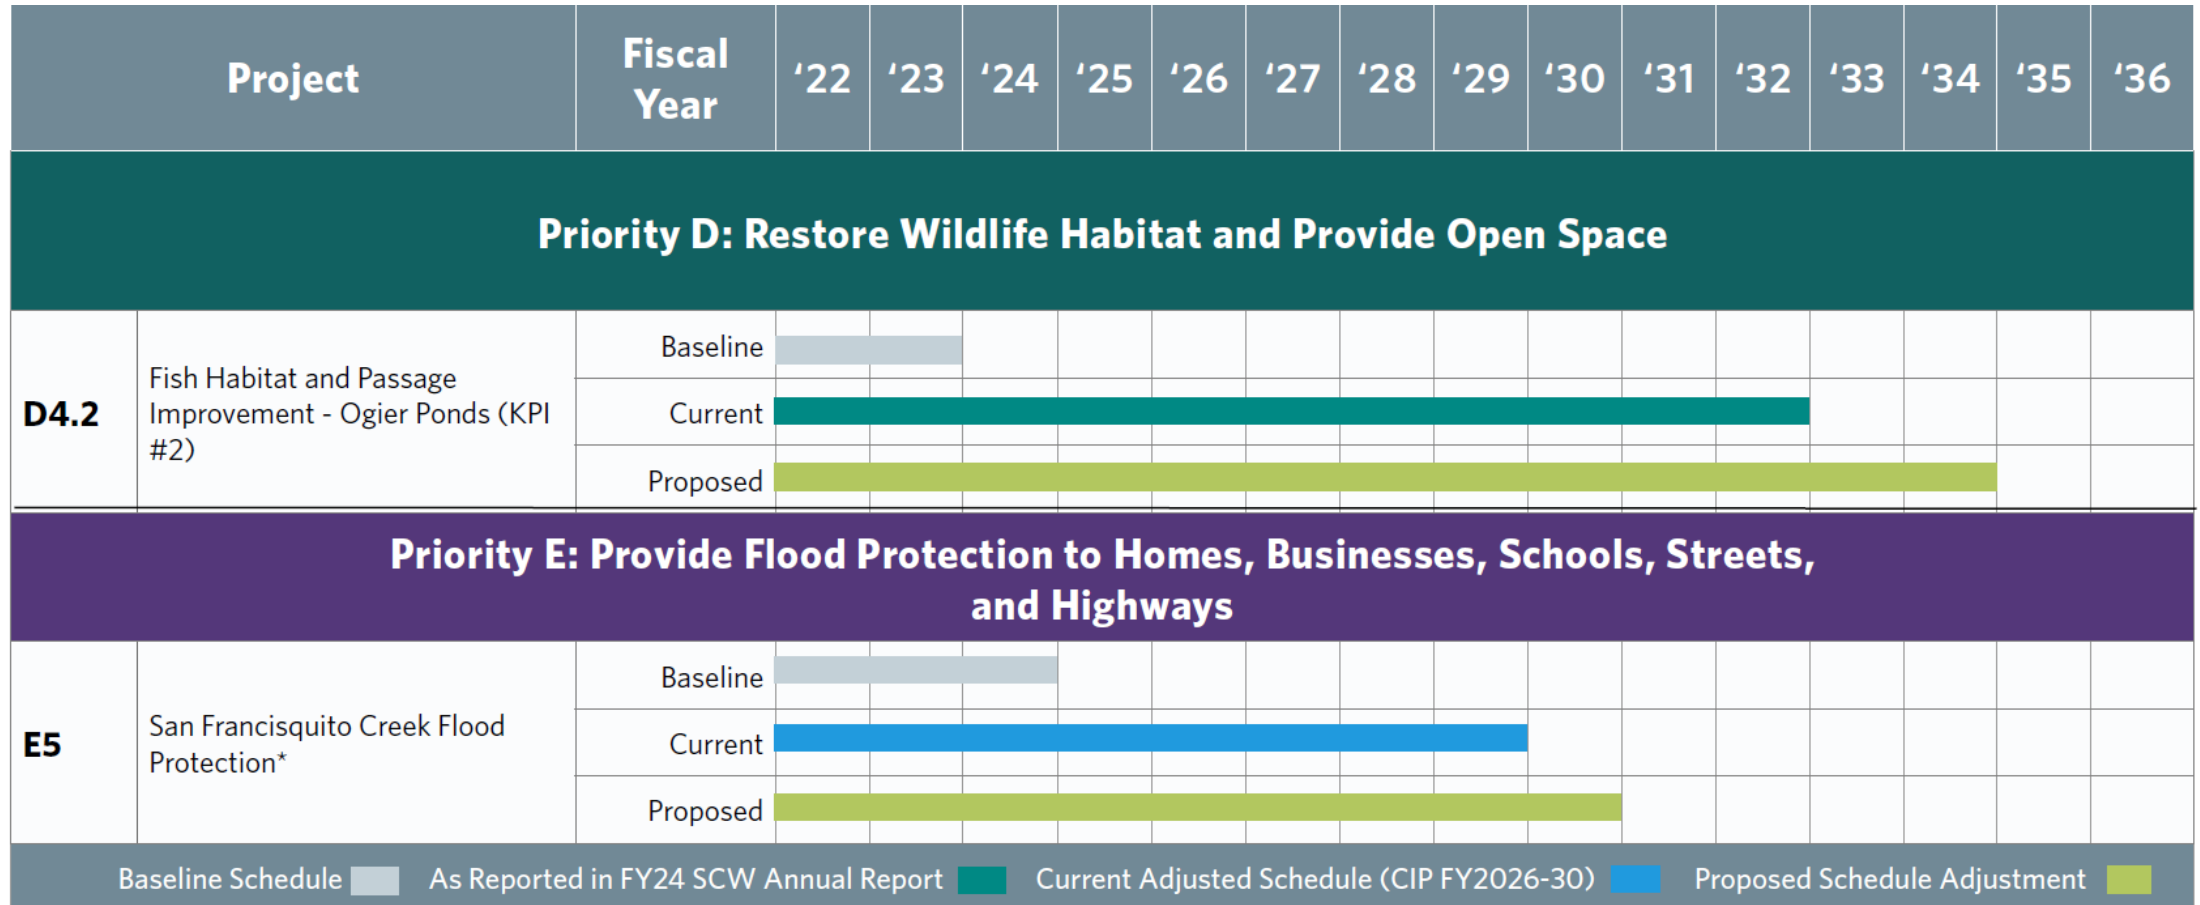 Project
Fiscal
Year
‘22 ‘23 ‘24 ‘25 ‘26 ‘27 ‘28 ‘29 ‘30 ‘31 ‘32 ‘33 ‘34 ‘35 ‘36
Priority D: Restore Wildlife Habitat and Provide Open Space
D4.2
Fish Habitat and Passage
Improvement - Ogier Ponds (KPI
#2)
Baseline
Current
Proposed
Priority E: Provide Flood Protection to Homes, Businesses, Schools, Streets,
and Highways
E5
San Francisquito Creek Flood
Protection*
Baseline
Current
Proposed
Baseline Schedule As Reported in FY24 SCW Annual Report Current Adjusted Schedule (CIP FY2026-30) Proposed Schedule Adjustment